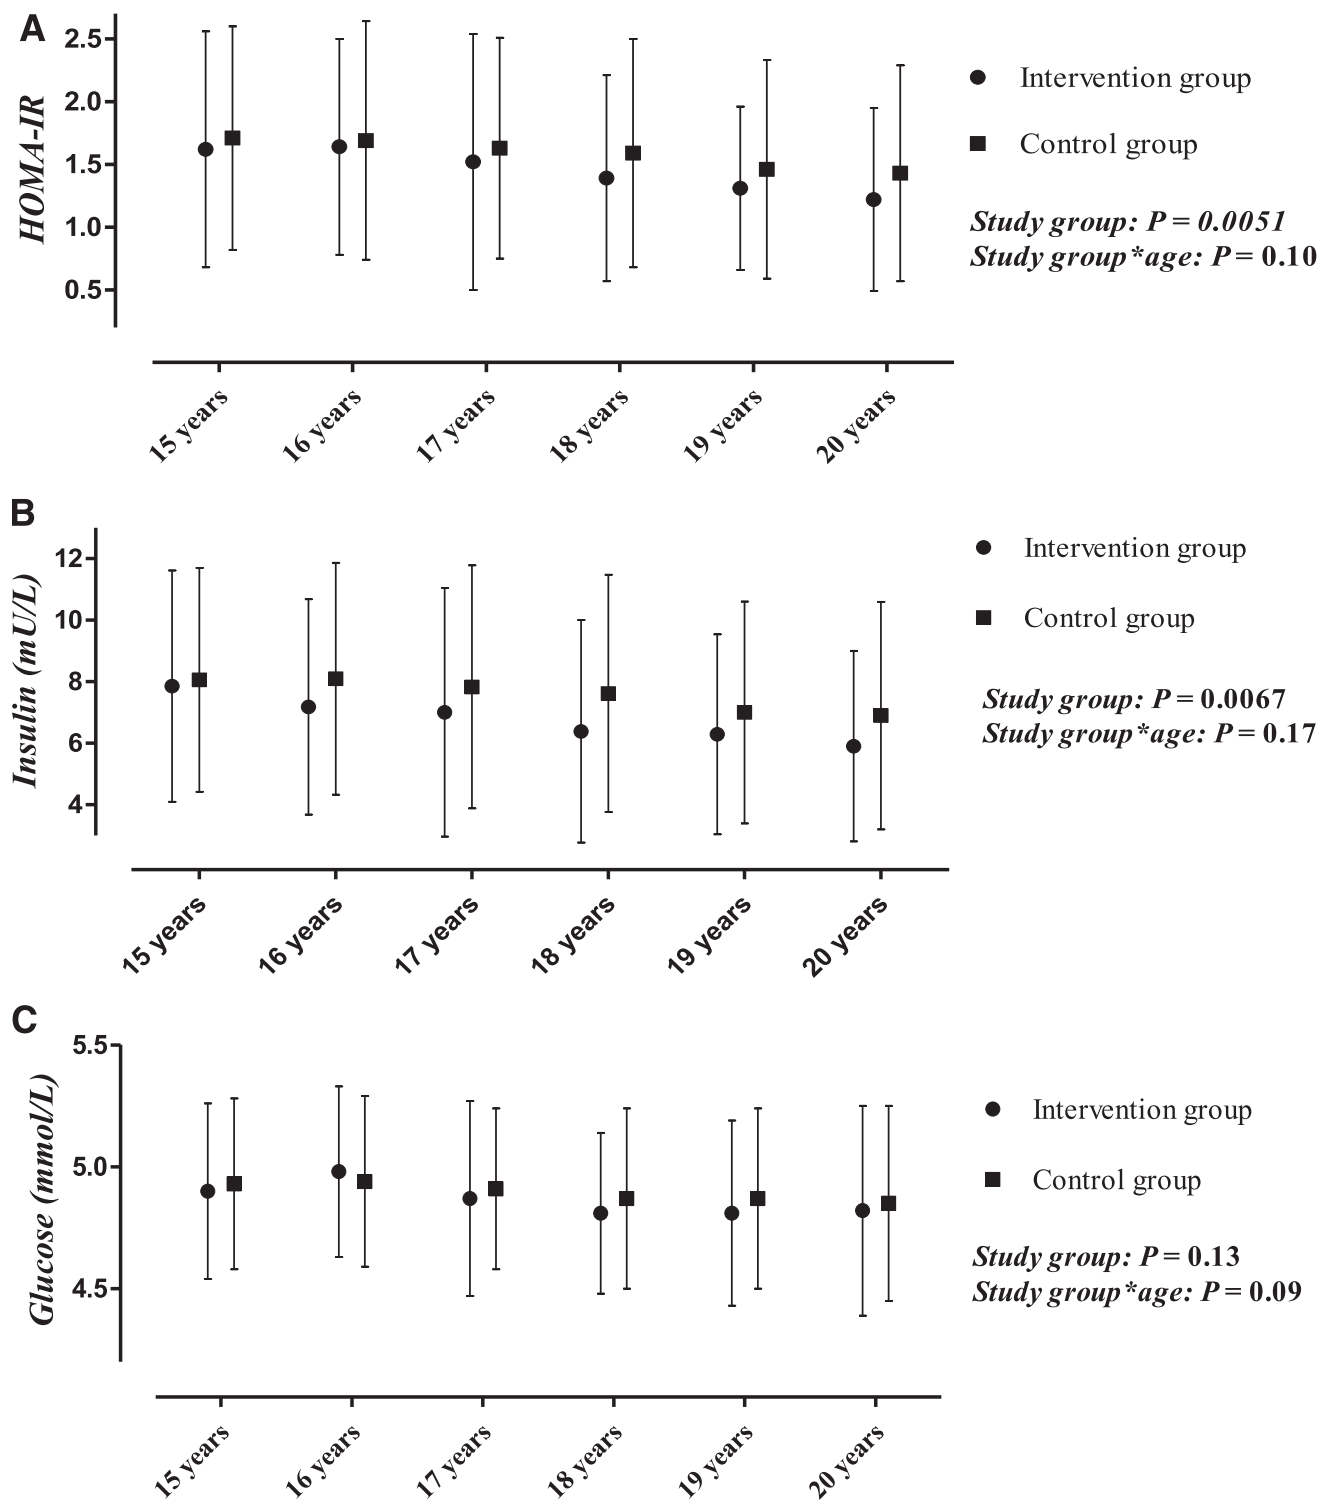 A
HOMA-IR
2.5
2.0
1.5
1.0
0.5
15 years
16 years
17 years
18 years
19 years
20 years
Intervention group
Control group
Study group: P = 0.0051
Study group*age: P = 0.10
B
Insulin (mU/L)
12
10
8
6
4
15 years
16 years
17 years
18 years
19 years
20 years
Intervention group
Control group
Study group: P = 0.0067
Study group*age: P = 0.17
C
Glucose (mmol/L)
5.5
5.0
4.5
15 years
16 years
17 years
18 years
19 years
20 years
Intervention group
Control group
Study group: P = 0.13
Study group*age: P = 0.09